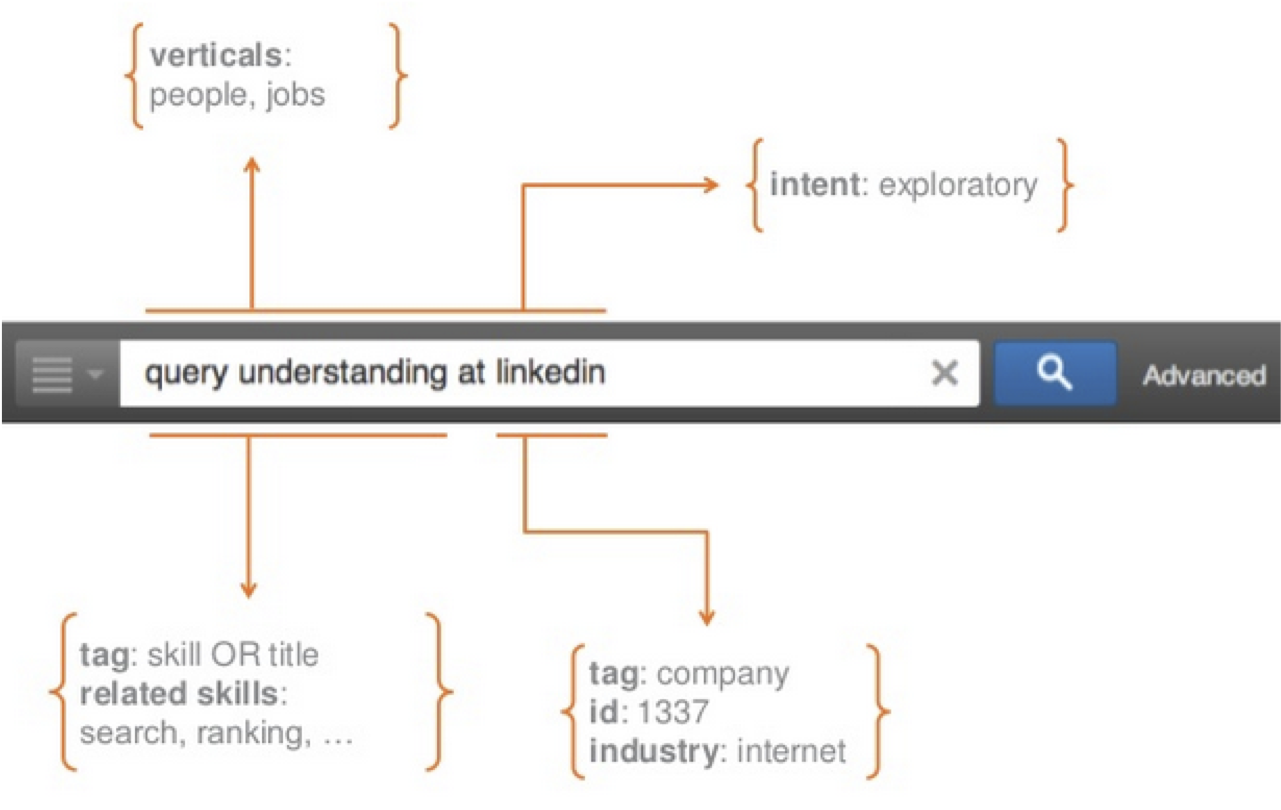 verticals:
people, jobs
intent: exploratory
query understanding at linkedin
Advanced
tag: skill OR title
related skills:
search, ranking, …
tag: company
id: 1337
industry: internet